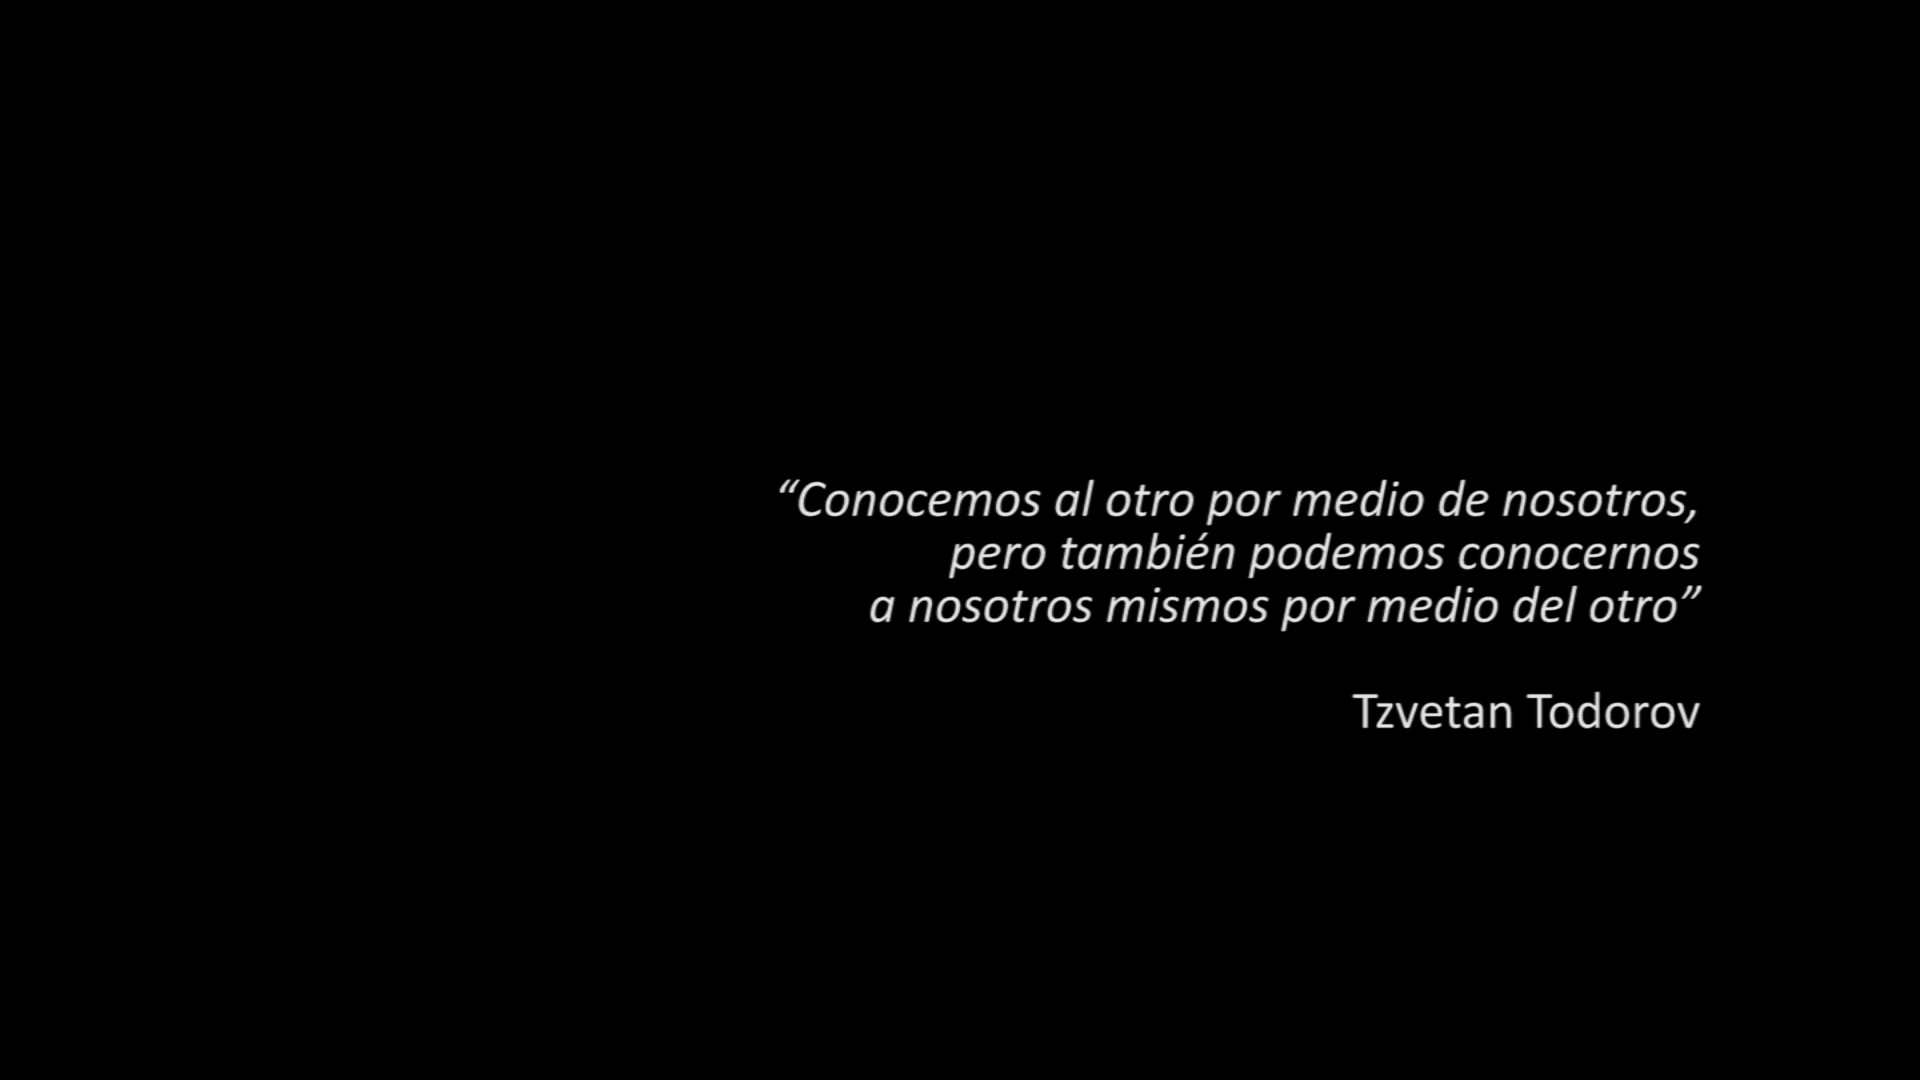 “Conocemos al otro por medio de nosotros,
pero también podemos conocernos
a nosotros mismos por medio del otro”
Tzvetan Todorov